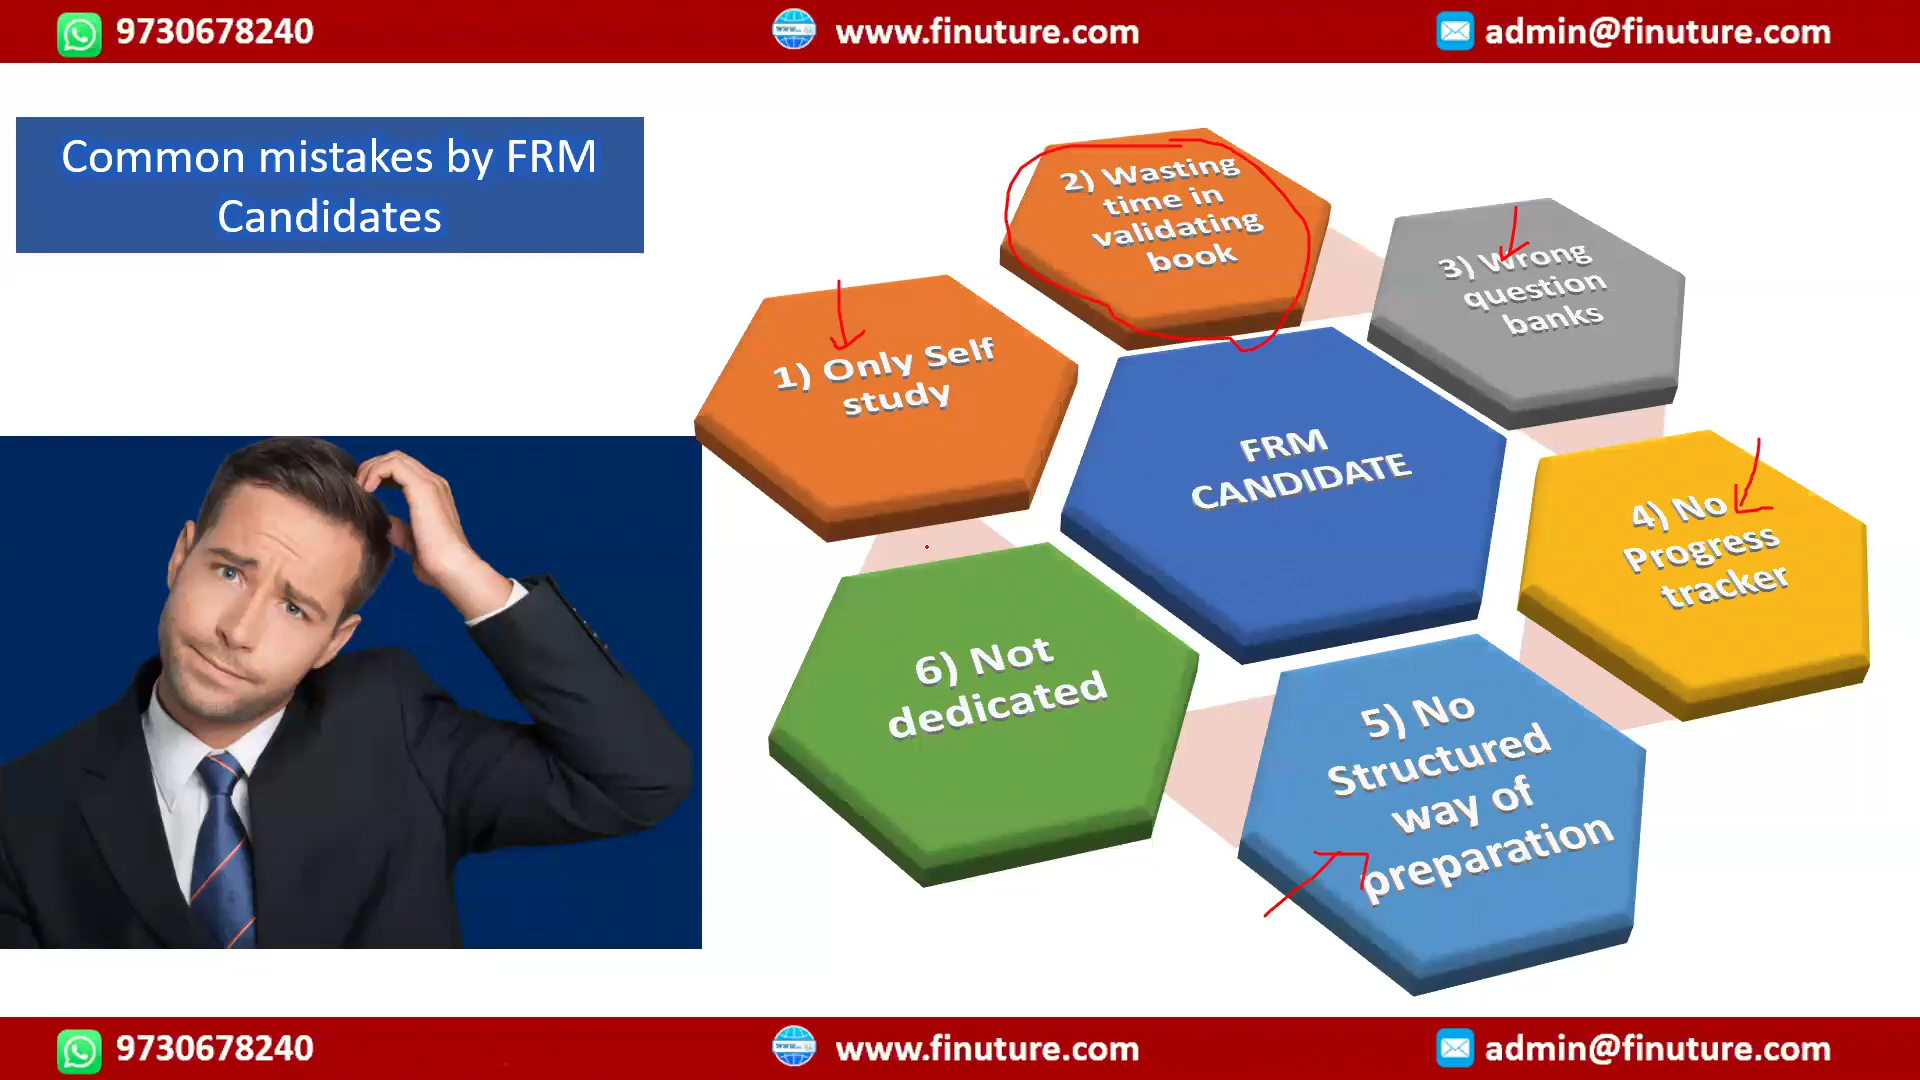 9730678240 www.finuture.com admin@finuture.com
Common mistakes by FRM
Candidates
1) Only Self
study
2) Wasting
time in
validating
book
3) Wrong
question
banks
4) No
Progress
tracker
5) No
Structured
way of
preparation
6) Not
dedicated
FRM
CANDIDATE
9730678240 www.finuture.com admin@finuture.com